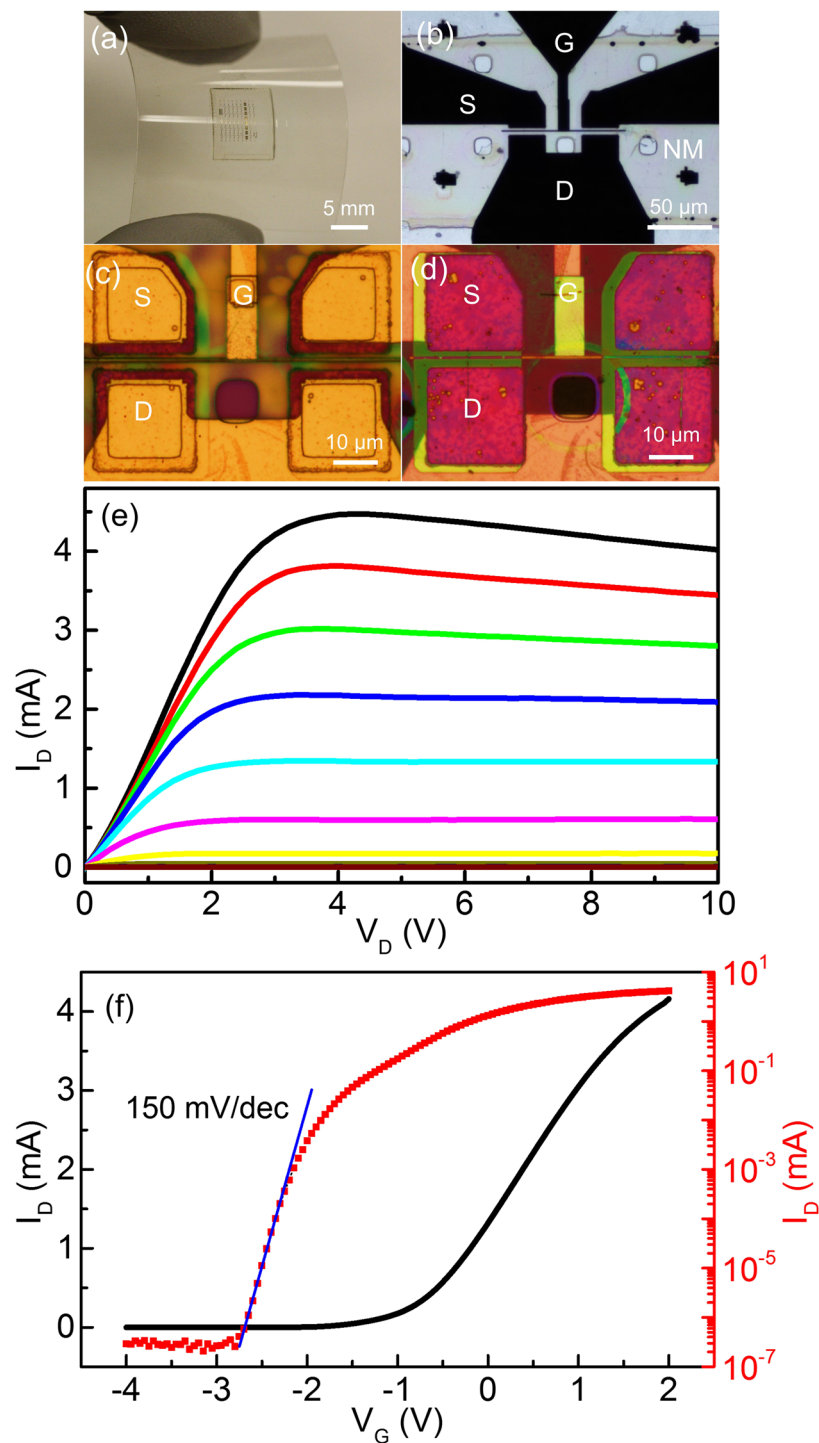 (a)
5 mm
(b)
G
S
NM
D
50 µm
(c)
S
G
D
10 µm
(d)
S
G
D
10 µm
(e)
4
3
2
1
0
I_D (mA)
0 2 4 6 8 10
V_D (V)
(f)
150 mV/dec
4
3
2
1
0
I_D (mA)
10^1
10^-1
10^-3
10^-5
10^-7
I_D (mA)
-4 -3 -2 -1 0 1 2
V_G (V)